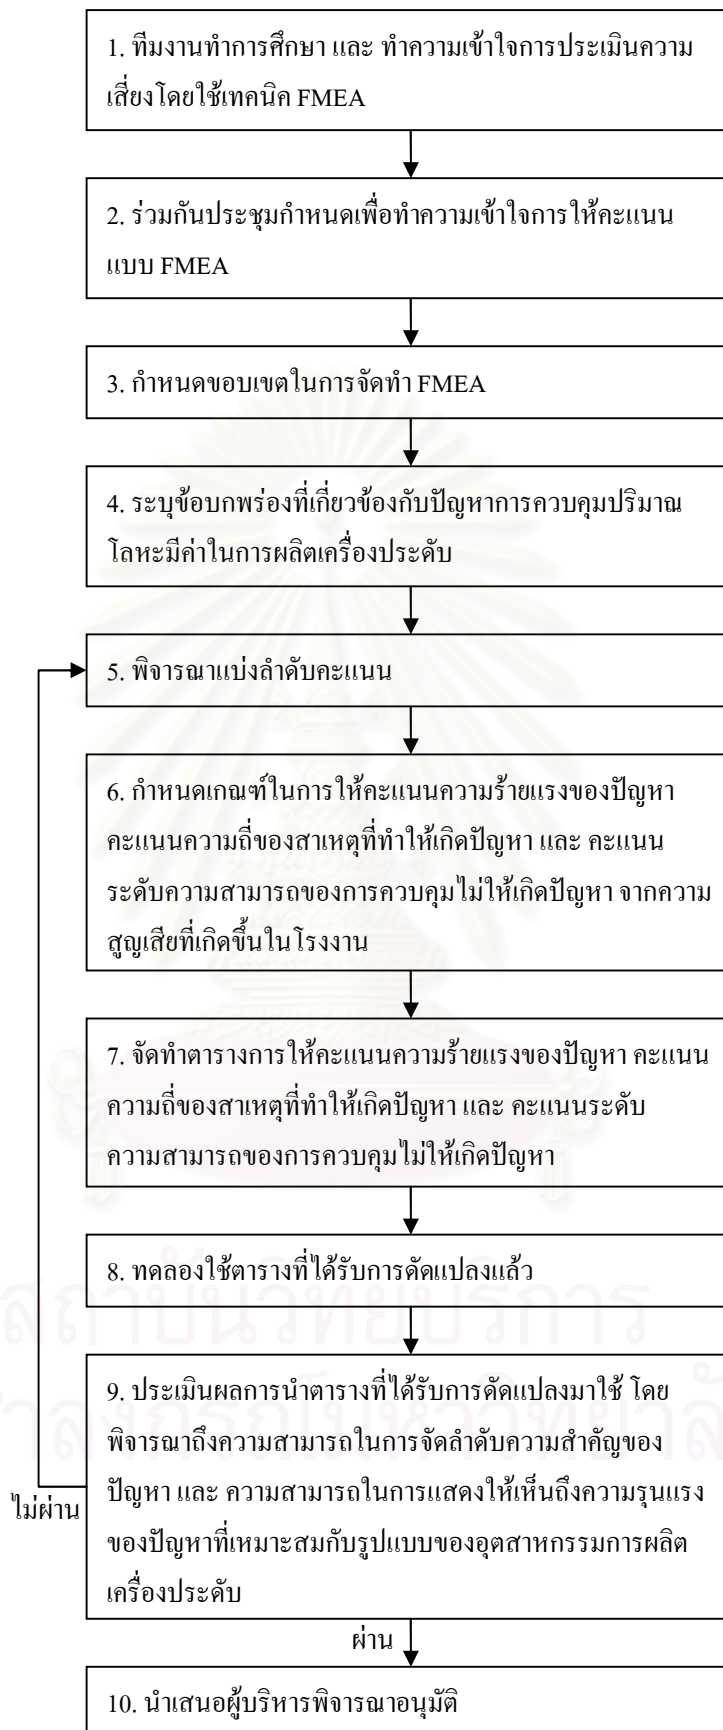 1. ทีมงานทำการศึกษา และ ทำความเข้าใจการประเมินความ
เสี่ยงโดยใช้เทคนิค FMEA
2. ร่วมกันประชุมกำหนดเพื่อทำความเข้าใจการให้คะแนน
แบบ FMEA
3. กำหนดขอบเขตในการจัดทำ FMEA
4. ระบุข้อบกพร่องที่เกี่ยวข้องกับปัญหาการควบคุมปริมาณ
โลหะมีค่าในการผลิตเครื่องประดับ
5. พิจารณาแบ่งลำดับคะแนน
6. กำหนดเกณฑ์ในการให้คะแนนความร้ายแรงของปัญหา
คะแนนความถี่ของสาเหตุที่ทำให้เกิดปัญหา และ คะแนน
ระดับความสามารถของการควบคุมไม่ให้เกิดปัญหา จากความ
สูญเสียที่เกิดขึ้นในโรงงาน
7. จัดทำตารางการให้คะแนนความร้ายแรงของปัญหา คะแนน
ความถี่ของสาเหตุที่ทำให้เกิดปัญหา และ คะแนนระดับ
ความสามารถของการควบคุมไม่ให้เกิดปัญหา
8. ทดลองใช้ตารางที่ได้รับการดัดแปลงแล้ว
สถาบันวิทยบริการ
9. ประเมินผลการนำตารางที่ได้รับการดัดแปลงมาใช้ โดย
พิจารณาถึงความสามารถในการจัดลำดับความสำคัญของ
ปัญหา และ ความสามารถในการแสดงให้เห็นถึงความรุนแรง
ของปัญหาที่เหมาะสมกับรูปแบบของอุตสาหกรรมการผลิต
เครื่องประดับ
ไม่ผ่าน
ผ่าน
10. นำเสนอผู้บริหารพิจารณาอนุมัติ